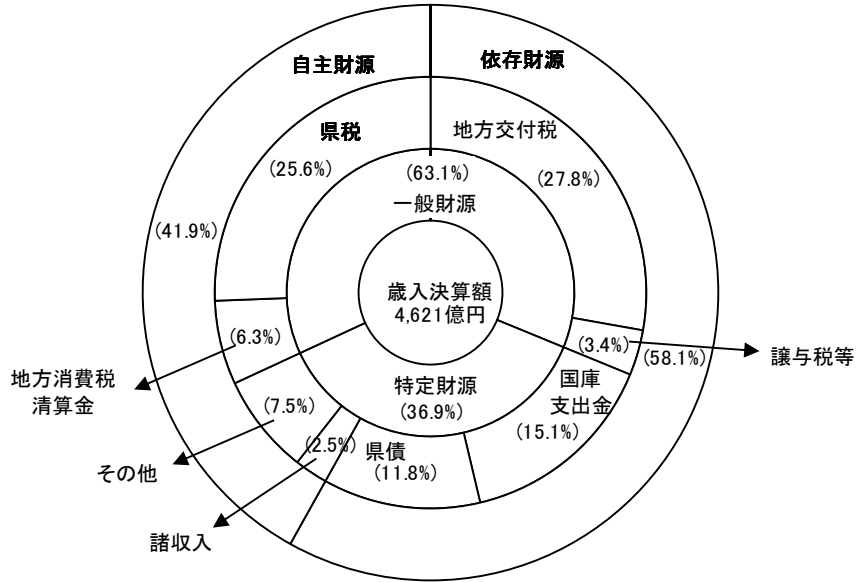 自主財源
依存財源
県税
(25.6%)
地方交付税
(27.8%)
(63.1%)
一般財源
(41.9%)
歳入決算額
4,621億円
(6.3%)
(3.4%)
(58.1%)
譲与税等
地方消費税
清算金
特定財源
(36.9%)
国庫
支出金
(15.1%)
(7.5%)
(2.5%)
県債
(11.8%)
その他
諸収入